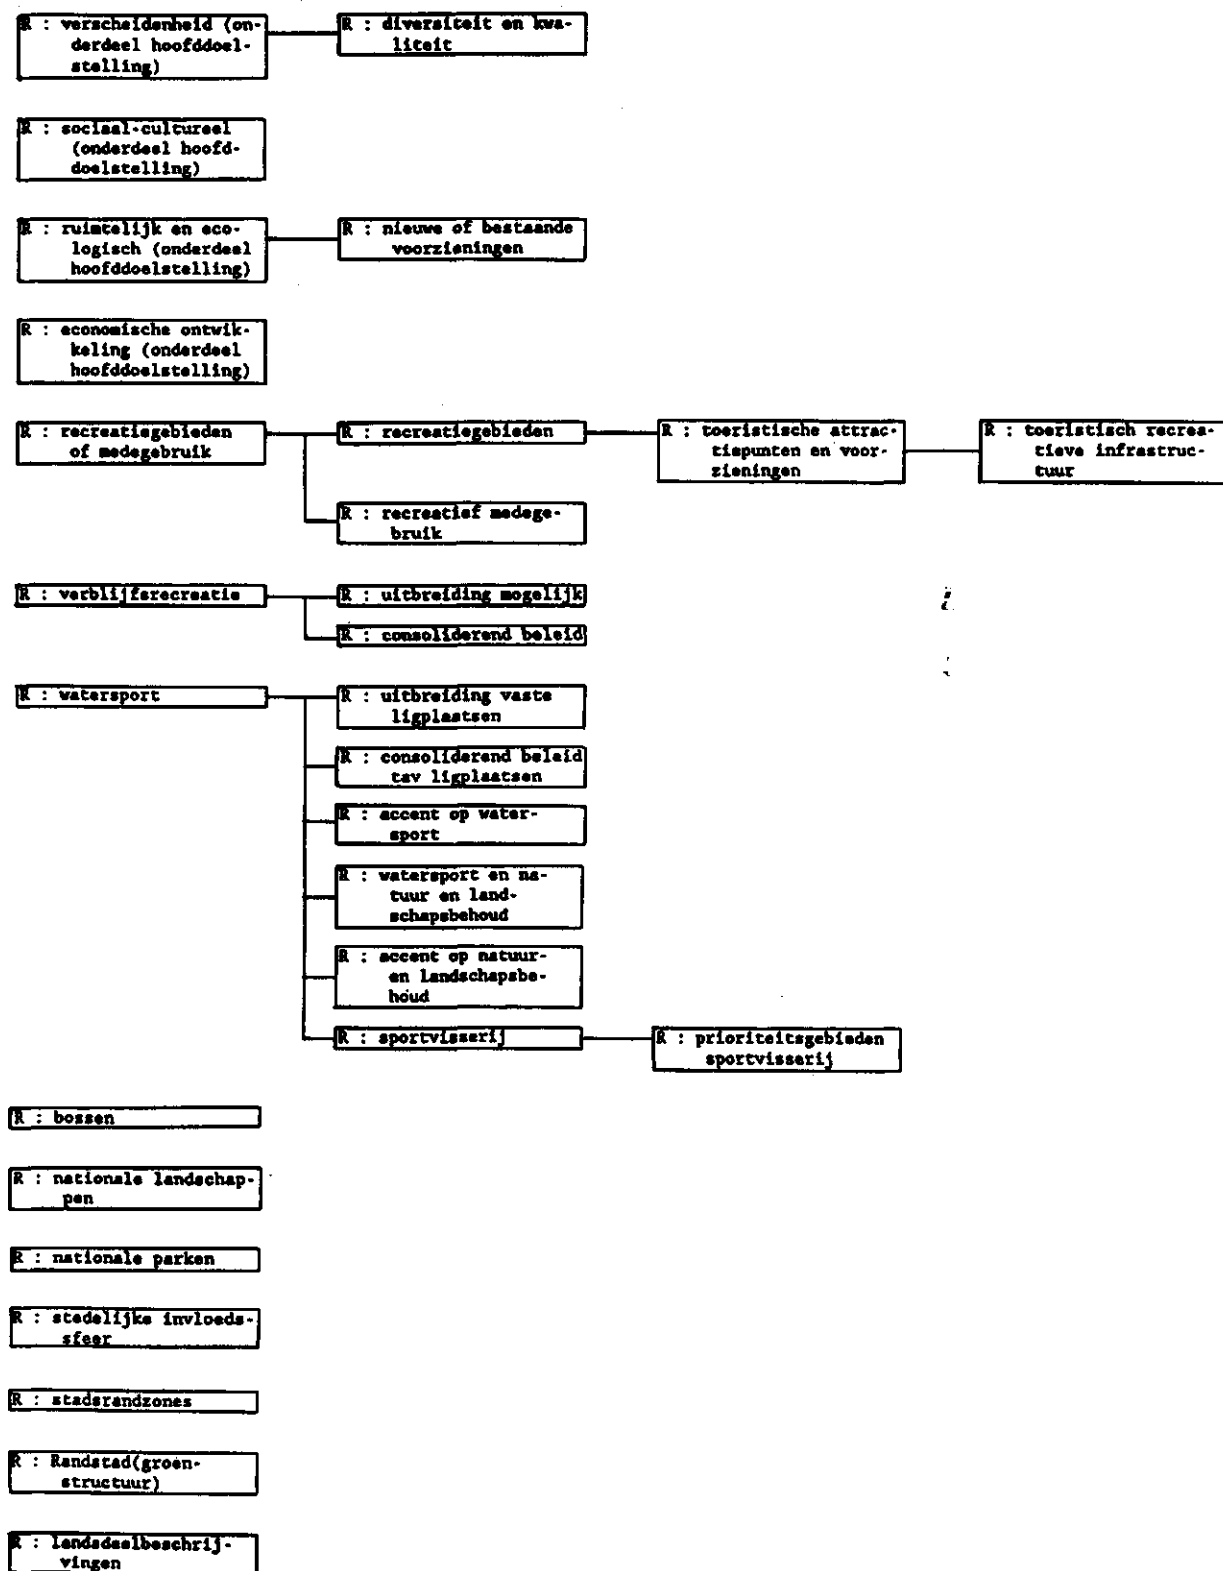 R : verscheidenheid (on-
derdeel hoofddoel-
stelling)
R : diversiteit en kwa-
liteit
R : sociaal-cultureel
(onderdeel hoofd-
doelstelling)
R : ruimtelijk en eco-
logisch (onderdeel
hoofddoelstelling)
R : nieuwe of bestaande
voorzieningen
R : economische ontwik-
keling (onderdeel
hoofddoelstelling)
R : recreatiegebieden
of medegebruik
R : recreatiegebieden
R : toeristische attrac-
tiepunten en voor-
zieningen
R : toeristisch recrea-
tieve infrastruc-
tuur
R : recreatief medege-
bruik
R : verblijfsrecreatie
R : uitbreiding mogelijk
R : consoliderend beleid
R : watersport
R : uitbreiding vaste
ligplaatsen
R : consoliderend beleid
tav ligplaatsen
R : accent op water-
sport
R : watersport en na-
tuur en land-
schapsbehoud
R : accent op natuur-
en landschapsbe-
houd
R : sportvisserij
R : prioriteitsgebieden
sportvisserij
R : bossen
R : nationale landschap-
pen
R : nationale parken
R : stedelijke invloeds-
sfeer
R : stadsrandzones
R : Randstad(groen-
structuur)
R : landsdeelbeschrij-
vingen